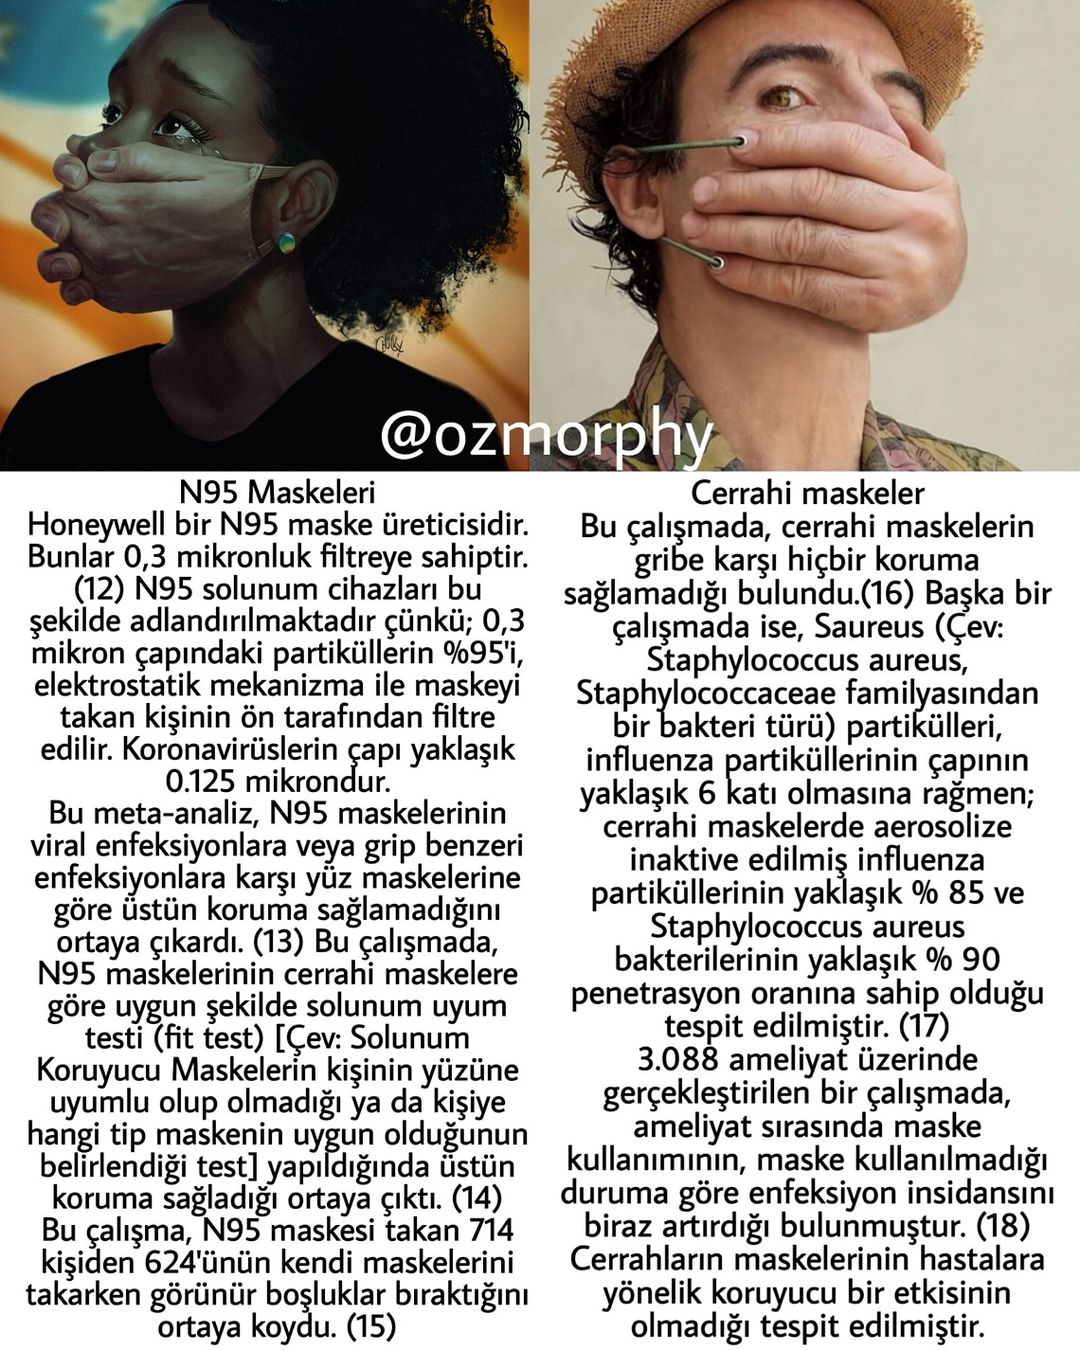 @ozmorphy
N95 Maskeleri
Honeywell bir N95 maske üreticisidir.
Bunlar 0,3 mikronluk filtreye sahiptir.
(12) N95 solunum cihazları bu
şekilde adlandırılmaktadır çünkü; 0,3
mikron çapındaki partiküllerin %95'i,
elektrostatik mekanizma ile maskeyi
takan kişinin ön tarafından filtre
edilir. Koronavirüslerin çapı yaklaşık
0.125 mikrondur.
Bu meta-analiz, N95 maskelerinin
viral enfeksiyonlara veya grip benzeri
enfeksiyonlara karşı yüz maskelerine
göre üstün koruma sağlamadığını
ortaya çıkardı. (13) Bu çalışmada,
N95 maskelerinin cerrahi maskelere
göre uygun şekilde solunum uyum
testi (fit test) [Çev: Solunum
Koruyucu Maskelerin kişinin yüzüne
uyumlu olup olmadığı ya da kişiye
hangi tip maskenin uygun olduğunun
belirlendiği test] yapıldığında üstün
koruma sağladığı ortaya çıktı. (14)
Bu çalışma, N95 maskesi takan 714
kişiden 624'ünün kendi maskelerini
takarken görünür boşluklar bıraktığını
ortaya koydu. (15)
Cerrahi maskeler
Bu çalışmada, cerrahi maskelerin
gribe karşı hiçbir koruma
sağlamadığı bulundu.(16) Başka bir
çalışmada ise, Saureus (Çev:
Staphylococcus aureus,
Staphylococcaceae familyasından
bir bakteri türü) partikülleri,
influenza partiküllerinin çapının
yaklaşık 6 katı olmasına rağmen;
cerrahi maskelerde aerosolize
inaktive edilmiş influenza
partiküllerinin yaklaşık % 85 ve
Staphylococcus aureus
bakterilerinin yaklaşık % 90
penetrasyon oranına sahip olduğu
tespit edilmiştir. (17)
3.088 ameliyat üzerinde
gerçekleştirilen bir çalışmada,
ameliyat sırasında maske
kullanımının, maske kullanılmadığı
duruma göre enfeksiyon insidansını
biraz artırdığı bulunmuştur. (18)
Cerrahların maskelerinin hastalara
yönelik koruyucu bir etkisinin
olmadığı tespit edilmiştir.